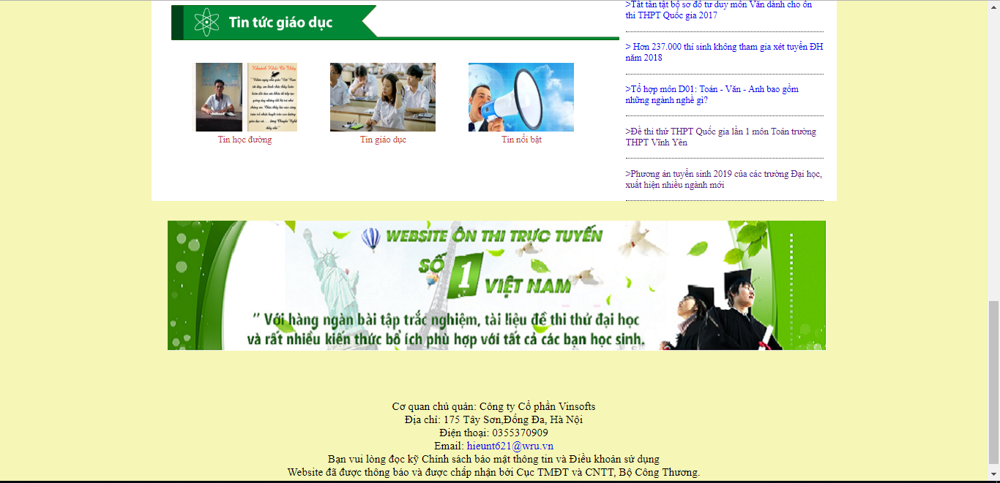 Tin tức giáo dục
Tin học đường
Tin giáo dục
Tin nổi bật
>Tất tần tật bộ sơ đồ tư duy môn Văn dành cho ôn
thi THPT Quốc gia 2017
> Hơn 237.000 thí sinh không tham gia xét tuyển ĐH
năm 2018
>Tổ hợp môn D01: Toán - Văn - Anh bao gồm
những ngành nghề gì?
>Đề thi thử THPT Quốc gia lần 1 môn Toán trường
THPT Vĩnh Yên
>Phương án tuyển sinh 2019 của các trường Đại học,
xuất hiện nhiều ngành mới
WEBSITE ÔN THI TRỰC TUYẾN
SỐ 1 VIỆT NAM
" Với hàng ngàn bài tập trắc nghiệm, tài liệu đề thi thử đại học
và rất nhiều kiến thức bổ ích phù hợp với tất cả các bạn học sinh.
Cơ quan chủ quản: Công ty Cổ phần Vinsofts
Địa chỉ: 175 Tây Sơn,Đống Đa, Hà Nội
Điện thoại: 0355370909
Email: hieunt621@wru.vn
Bạn vui lòng đọc kỹ Chính sách bảo mật thông tin và Điều khoản sử dụng
Website đã được thông báo và được chấp nhận bởi Cục TMĐT và CNTT, Bộ Công Thương.